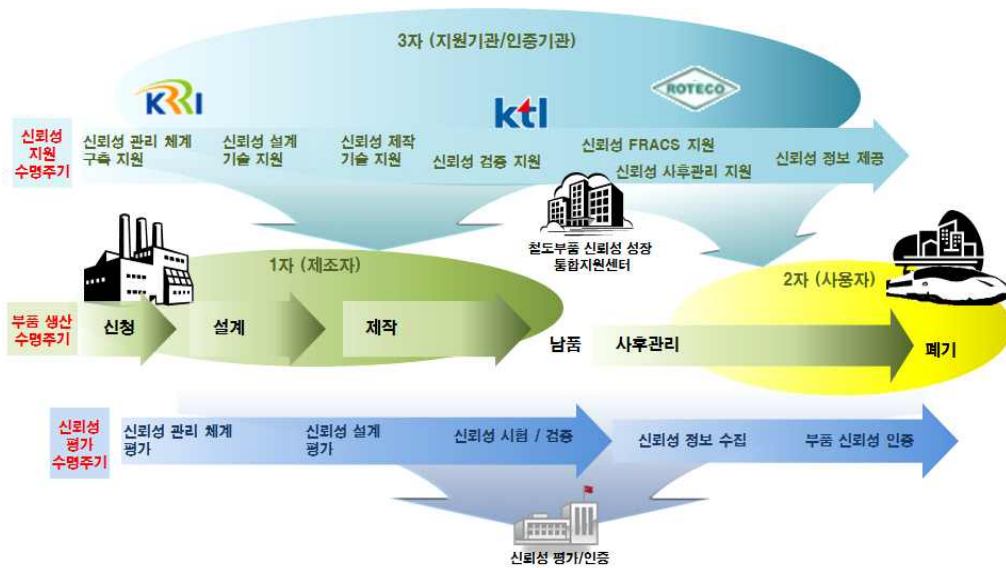 3자 (지원기관/인증기관)
KRRI
ktl
ROTECO
신뢰성
지원
수명주기
신뢰성 관리 체계
구축 지원
신뢰성 설계
기술 지원
신뢰성 제작
기술 지원
신뢰성 검증 지원
신뢰성 FRACS 지원
신뢰성 사후관리 지원
신뢰성 정보 제공
철도부품 신뢰성 성장
통합지원센터
1자 (제조자)
2자 (사용자)
부품 생산
수명주기
신청
설계
제작
납품
사후관리
폐기
신뢰성
평가
수명주기
신뢰성 관리 체계
평가
신뢰성 설계
평가
신뢰성 시험 / 검증
신뢰성 정보 수집
부품 신뢰성 인증
신뢰성 평가/인증